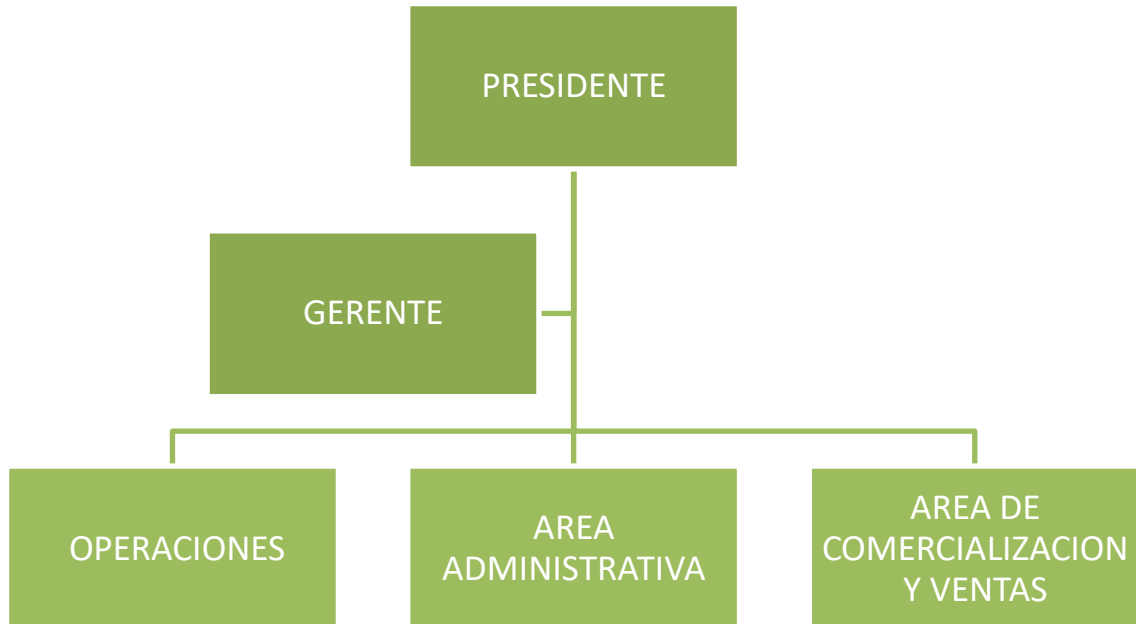 PRESIDENTE
GERENTE
OPERACIONES
AREA
ADMINISTRATIVA
AREA DE
COMERCIALIZACION
Y VENTAS